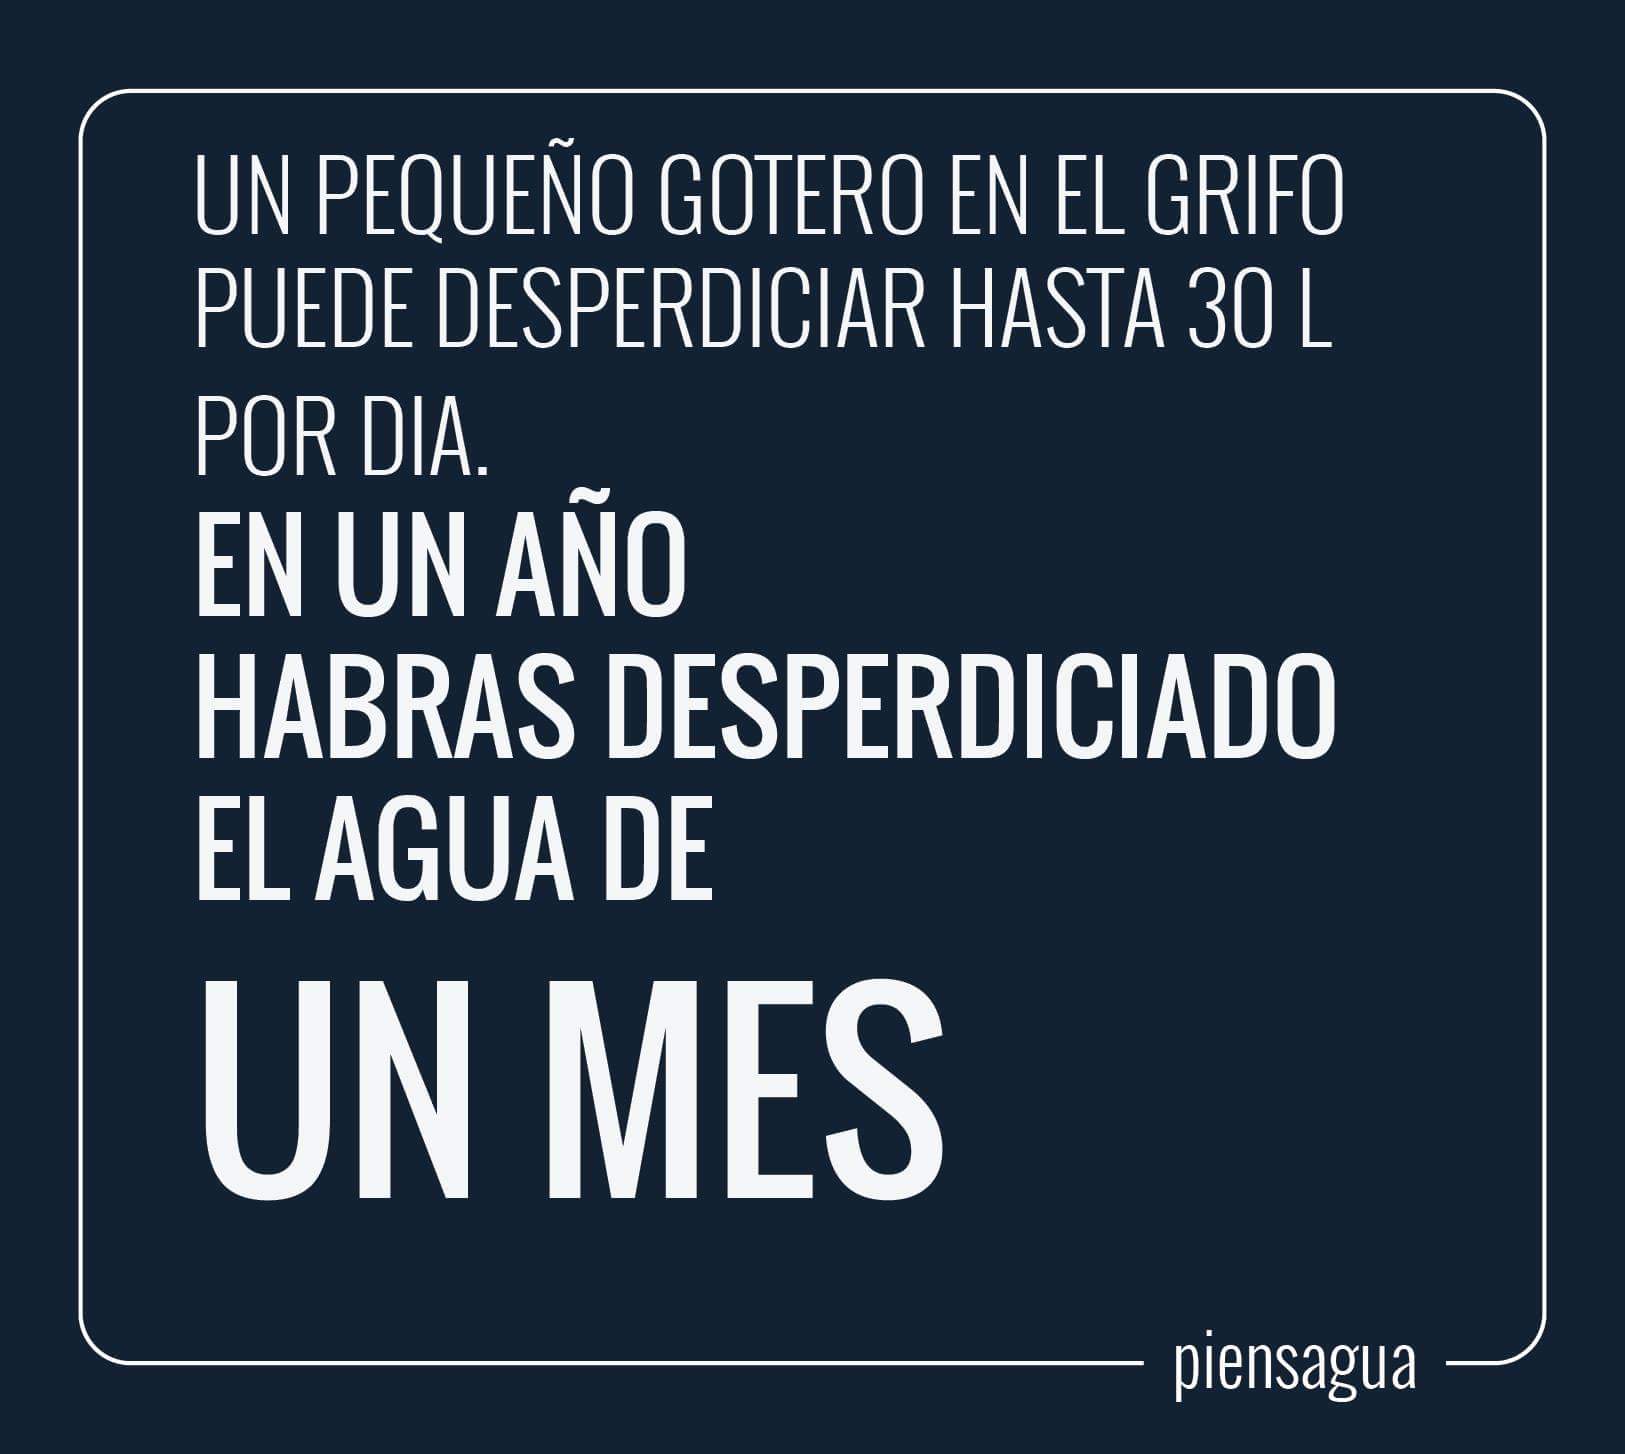 UN PEQUEÑO GOTERO EN EL GRIFO
PUEDE DESPERDICIAR HASTA 30 L
POR DIA.
EN UN AÑO
HABRAS DESPERDICIADO
EL AGUA DE
UN MES
piensagua